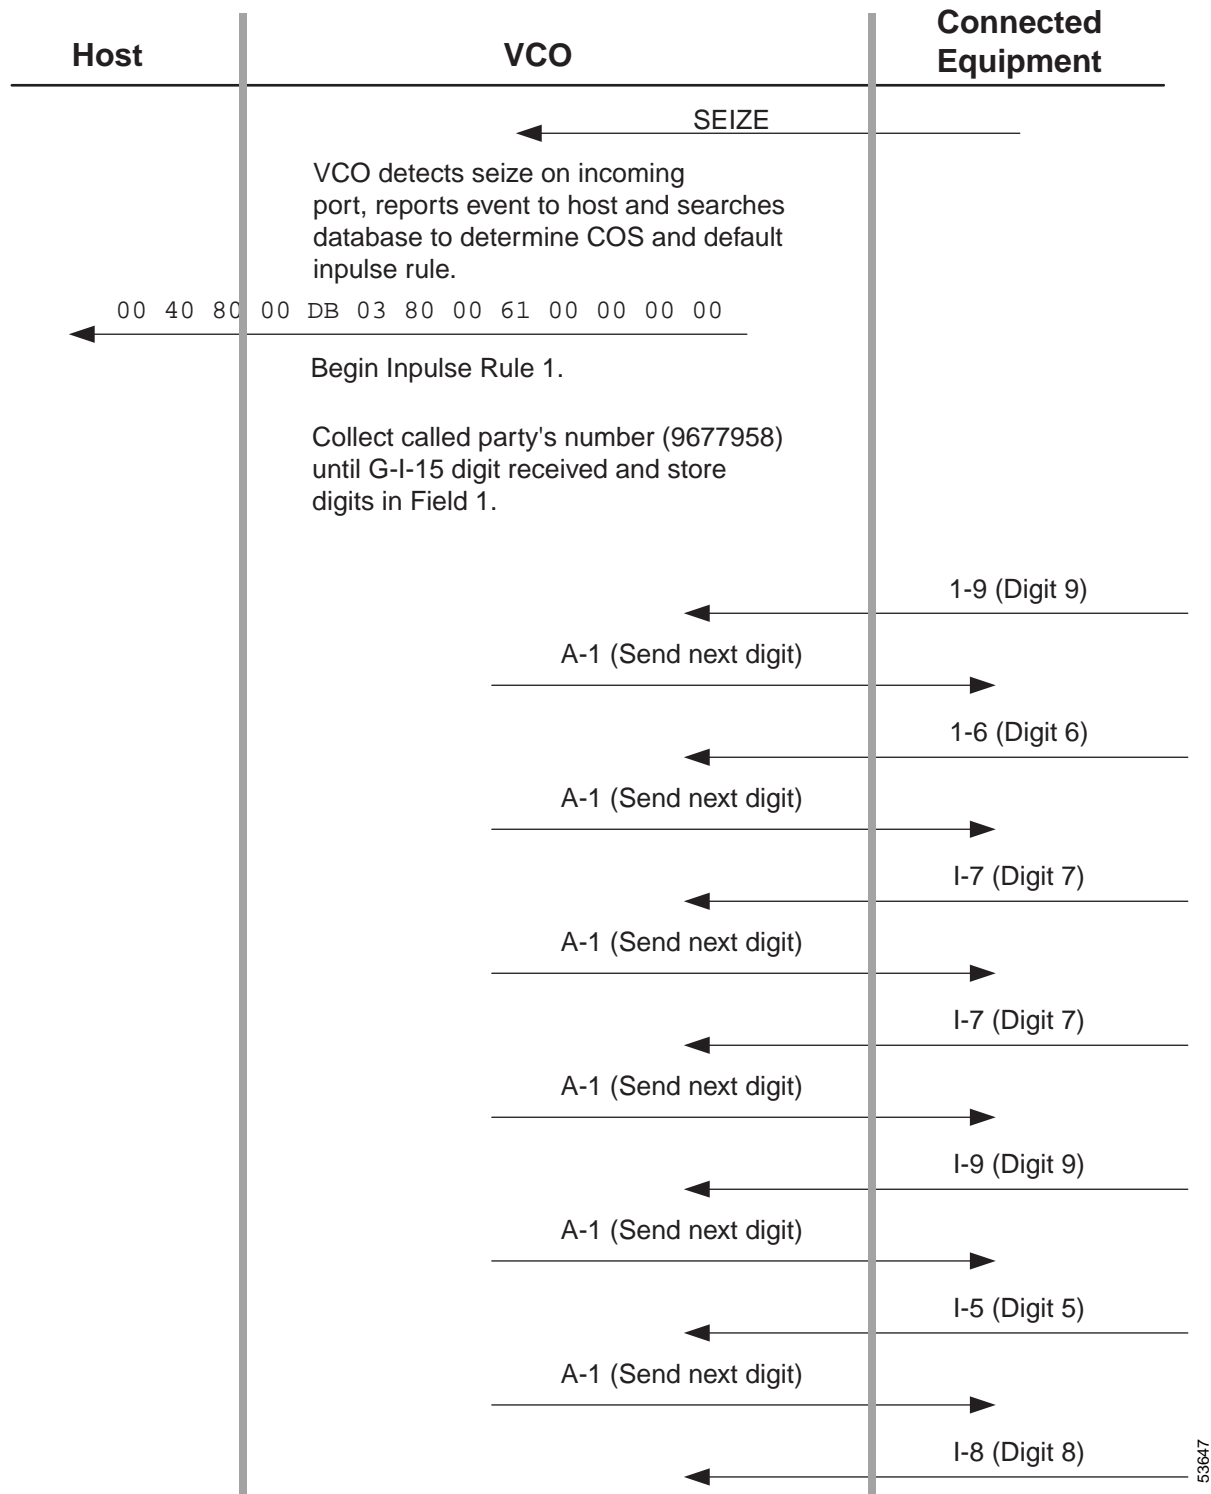 Host
VCO
Connected
Equipment
SEIZE
VCO detects seize on incoming
port, reports event to host and searches
database to determine COS and default
inpulse rule.
00 40 80 00 DB 03 80 00 61 00 00 00 00
Begin Inpulse Rule 1.
Collect called party's number (9677958)
until G-I-15 digit received and store
digits in Field 1.
1-9 (Digit 9)
A-1 (Send next digit)
1-6 (Digit 6)
A-1 (Send next digit)
I-7 (Digit 7)
A-1 (Send next digit)
I-7 (Digit 7)
A-1 (Send next digit)
I-9 (Digit 9)
A-1 (Send next digit)
I-5 (Digit 5)
A-1 (Send next digit)
I-8 (Digit 8)
53647